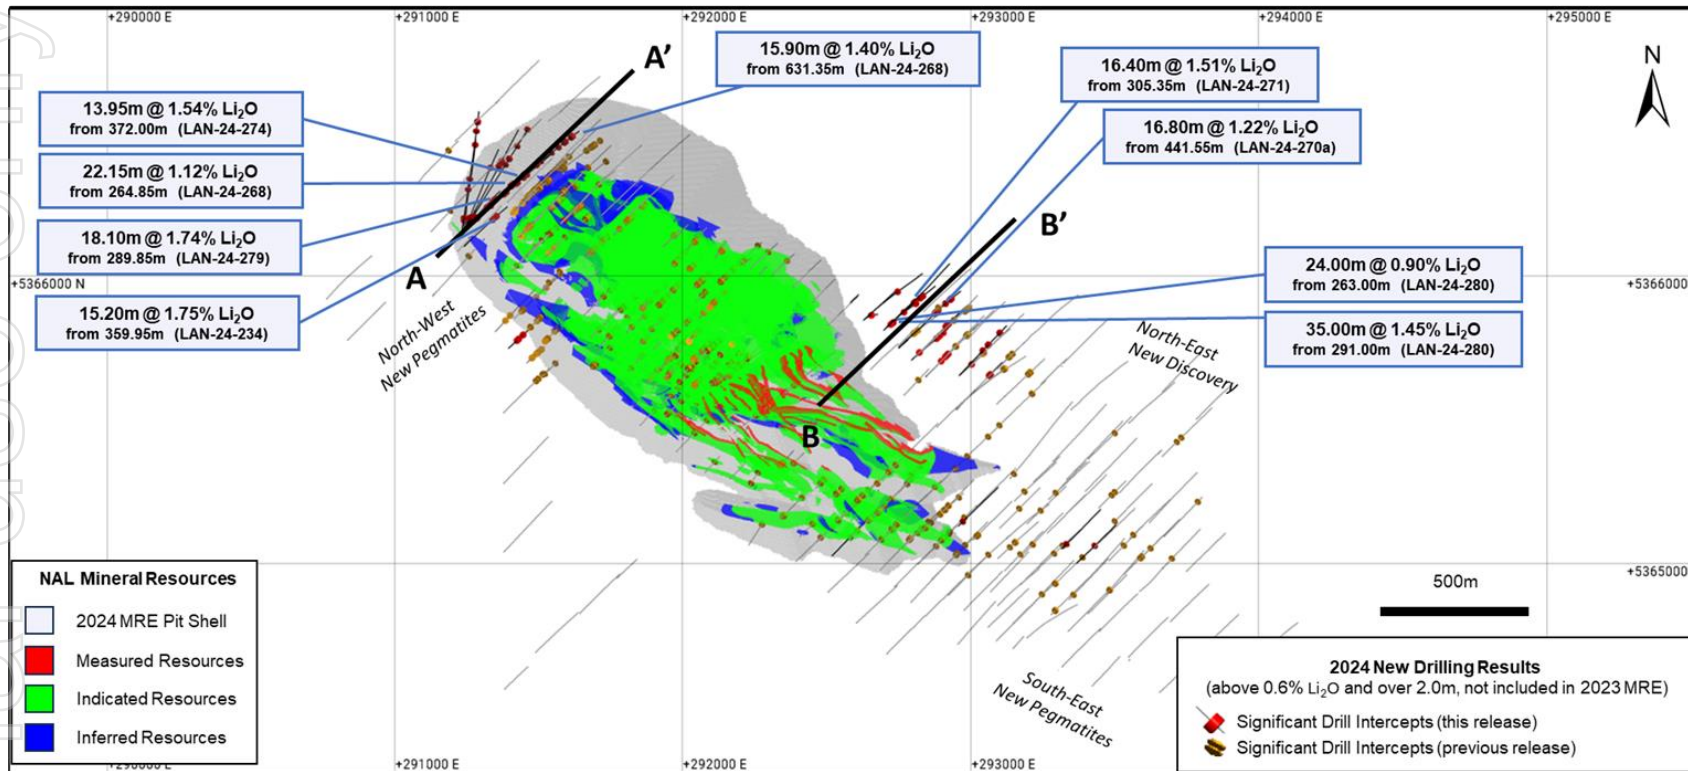 +290000 E
+291000 E
+292000 E
+293000 E
+294000 E
+295000 E
A'
15.90m @ 1.40% Li₂O
from 631.35m (LAN-24-268)
16.40m @ 1.51% Li₂O
from 305.35m (LAN-24-271)
N
13.95m @ 1.54% Li₂O
from 372.00m (LAN-24-274)
16.80m @ 1.22% Li₂O
from 441.55m (LAN-24-270a)
22.15m @ 1.12% Li₂O
from 264.85m (LAN-24-268)
18.10m @ 1.74% Li₂O
from 289.85m (LAN-24-279)
B'
A
24.00m @ 0.90% Li₂O
from 263.00m (LAN-24-280)
+5366000 N
+5366000
15.20m @ 1.75% Li₂O
from 359.95m (LAN-24-234)
35.00m @ 1.45% Li₂O
from 291.00m (LAN-24-280)
North-West
New Pegmatites
North-East
New Discovery
B
+5365000
500m
NAL Mineral Resources
2024 MRE Pit Shell
Measured Resources
Indicated Resources
Inferred Resources
South-East
New Pegmatites
2024 New Drilling Results
(above 0.6% Li₂O and over 2.0m, not included in 2023 MRE)
Significant Drill Intercepts (this release)
Significant Drill Intercepts (previous release)
+290000 E
+291000 E
+292000 E
+293000 E